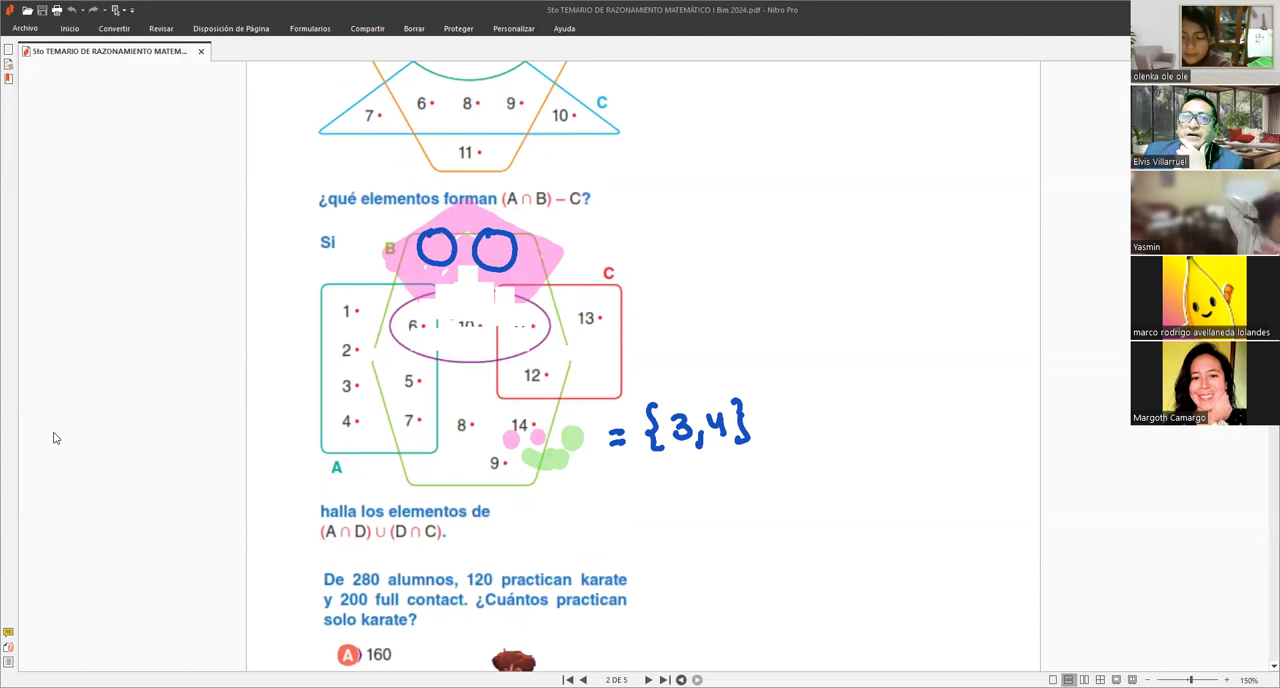 5to TEMARIO DE RAZONAMIENTO MATEMÁTICO I Bim 2024.pdf - Nitro Pro
Archivo Inicio Convertir Revisar Disposición de Página Formularios Compartir Borrar Proteger Personalizar Ayuda
5to TEMARIO DE RAZONAMIENTO MATEM...
7 6 8 9 10 C
11
¿qué elementos forman (A ∩ B) – C?
Si
B
C
1 6 10 13
2
3 5 12
4 7 8 14
= {3,4}
9
A
halla los elementos de
(A ∩ D) ∪ (D ∩ C).
De 280 alumnos, 120 practican karate
y 200 full contact. ¿Cuántos practican
solo karate?
A) 160
2 DE 5
150%
olenka ole ole
Elvis Villarruel
Yasmin
marco rodrigo avellaneda lolandes
Margoth Camargo